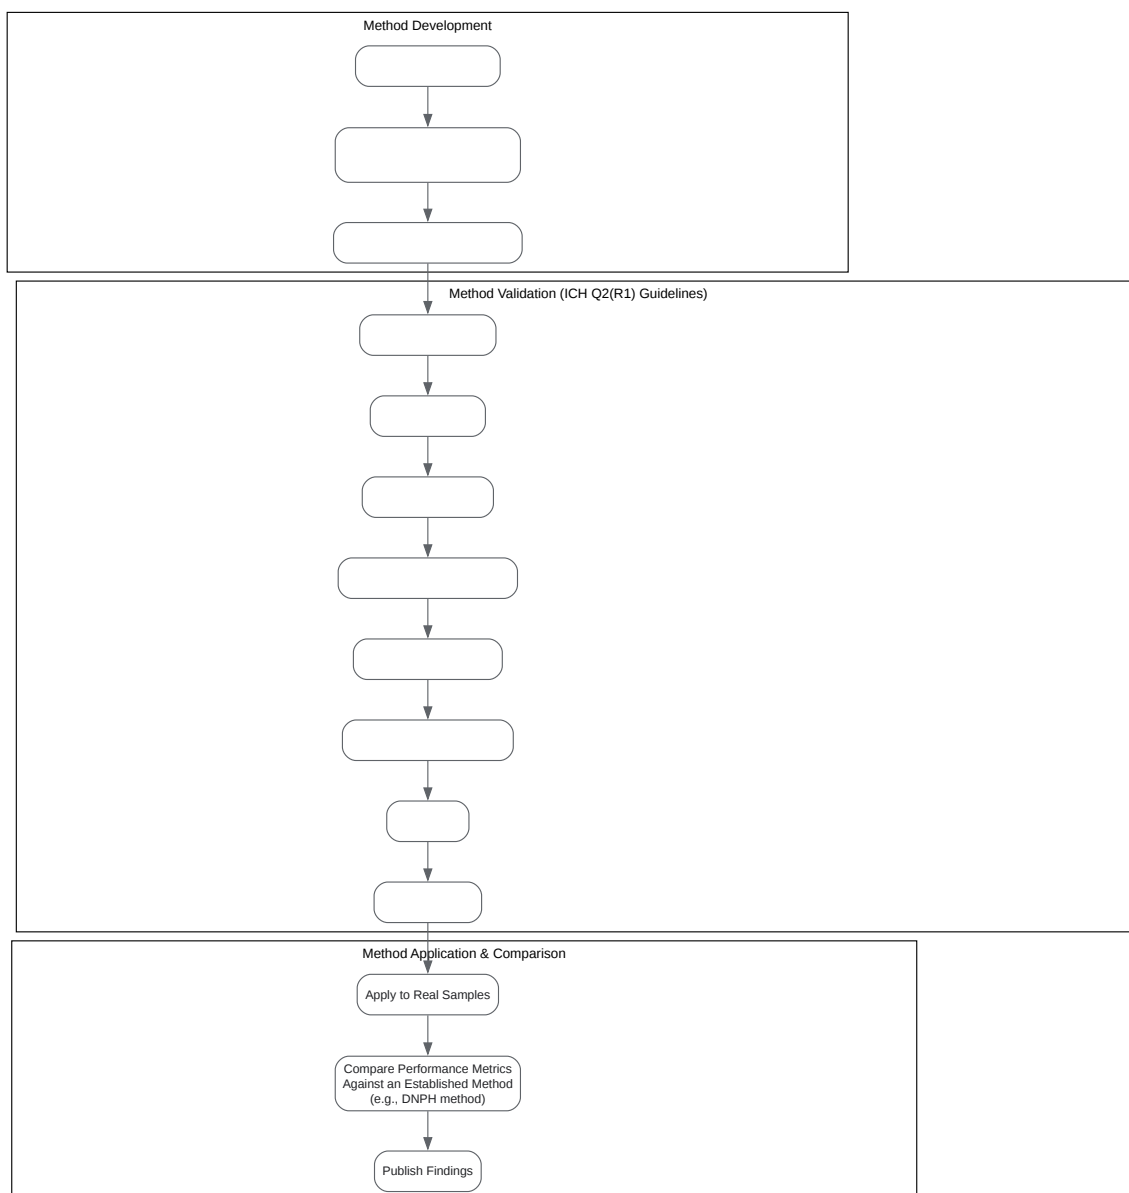 Method Development
Method Validation (ICH Q2(R1) Guidelines)
Method Application & Comparison
Apply to Real Samples
Compare Performance Metrics
Against an Established Method
(e.g., DNPH method)
Publish Findings